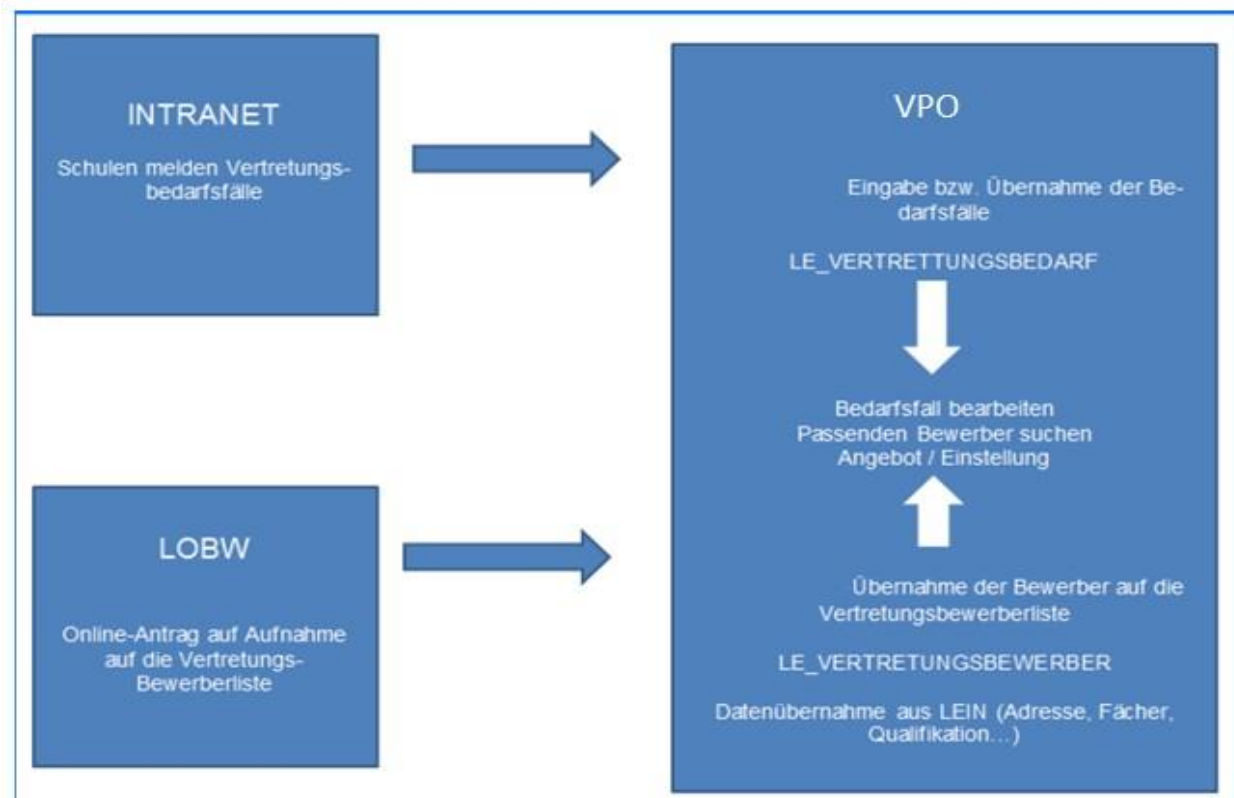 INTRANET
Schulen melden Vertretungs-
bedarfsfälle
LOBW
Online-Antrag auf Aufnahme
auf die Vertretungs-
Bewerberliste
VPO
Eingabe bzw. Übernahme der Be-
darfsfälle
LE_VERTRETTUNGSBEDARF
Bedarfsfall bearbeiten
Passenden Bewerber suchen
Angebot / Einstellung
Übernahme der Bewerber auf die
Vertretungsbewerberliste
LE_VERTRETUNGSBEWERBER
Datenübernahme aus LEIN (Adresse, Fächer,
Qualifikation…)